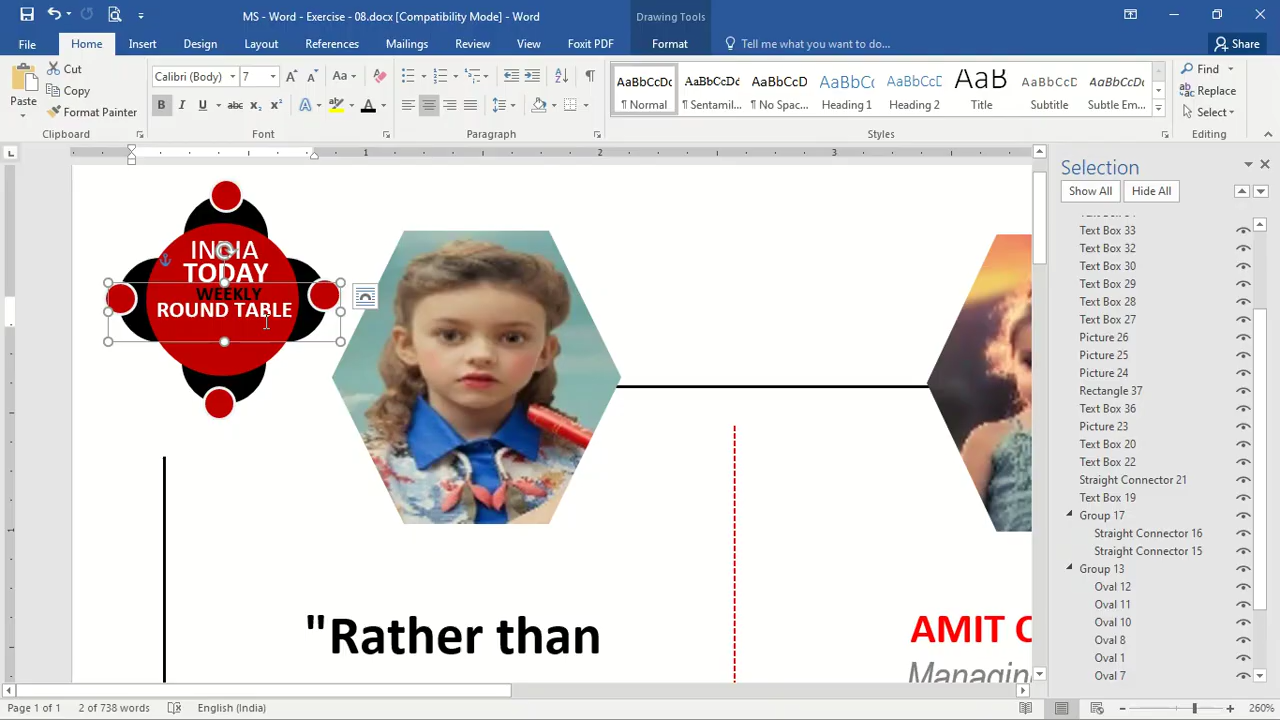 MS - Word - Exercise - 08.docx [Compatibility Mode] - Word
Drawing Tools
File Home Insert Design Layout References Mailings Review View Foxit PDF Format Tell me what you want to do... Share
Paste
Cut
Copy
Format Painter
Clipboard
Calibri (Body) 7
Font
Paragraph
AaBbCcDc ¶ Normal
AaBbCcDc ¶ Sentamil...
AaBbCcD ¶ No Spac...
AaBbCcI Heading 1
AaBbCcD Heading 2
AaB Title
AaBbCcD Subtitle
AaBbCcDc Subtle Em...
Styles
Find
Replace
Select
Editing
1 2 3
INDIA
TODAY
WEEKLY
ROUND TABLE
"Rather than
AMIT
Managin
Selection
Show All Hide All
Text Box 33
Text Box 32
Text Box 30
Text Box 29
Text Box 28
Text Box 27
Picture 26
Picture 25
Picture 24
Rectangle 37
Text Box 36
Picture 23
Text Box 20
Text Box 22
Straight Connector 21
Text Box 19
Group 17
Straight Connector 16
Straight Connector 15
Group 13
Oval 12
Oval 11
Oval 10
Oval 8
Oval 1
Oval 7
Page 1 of 1 2 of 738 words English (India) 260%